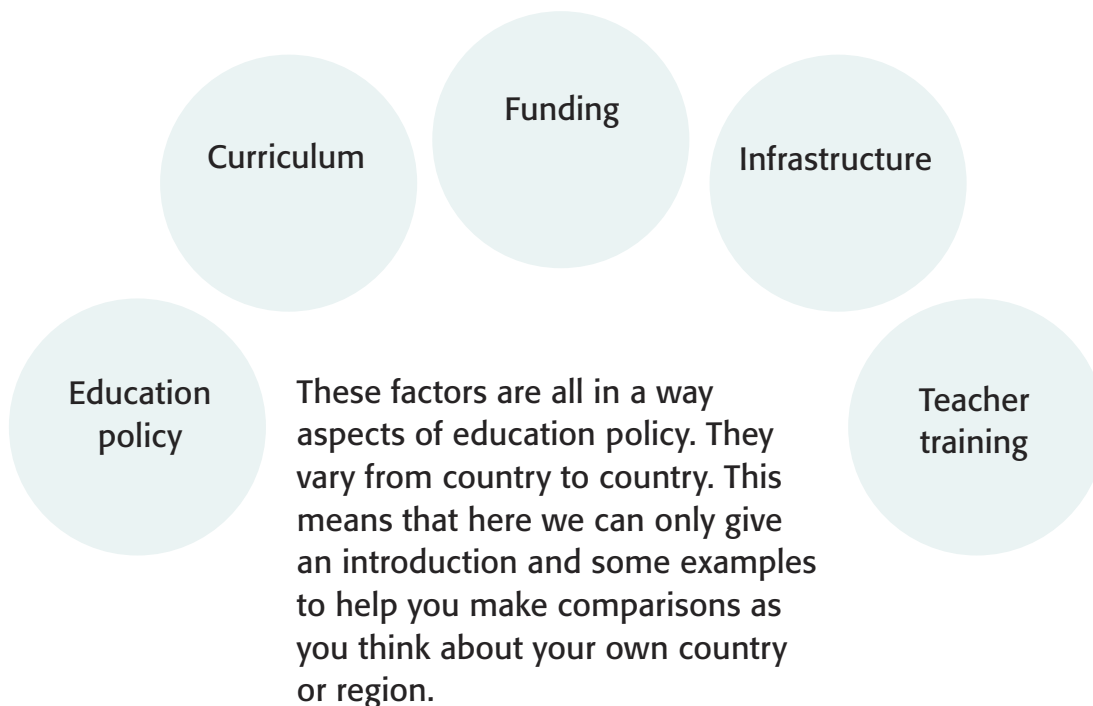 Funding
Curriculum
Infrastructure
Education
policy
These factors are all in a way
aspects of education policy. They
vary from country to country. This
means that here we can only give
an introduction and some examples
to help you make comparisons as
you think about your own country
or region.
Teacher
training